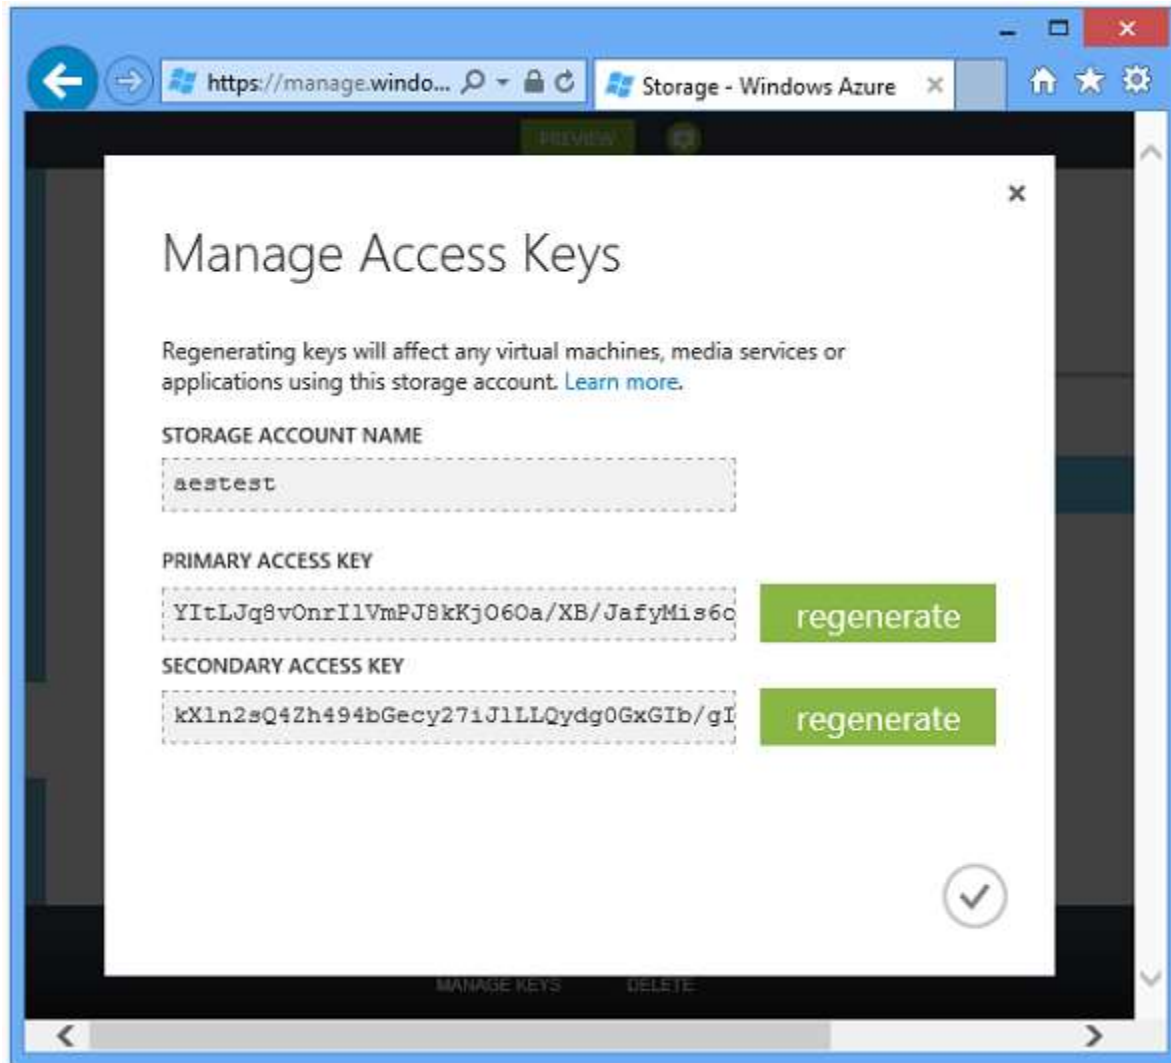 https://manage.windo...
Storage - Windows Azure
PREVIEW
Manage Access Keys
Regenerating keys will affect any virtual machines, media services or
applications using this storage account. Learn more.
STORAGE ACCOUNT NAME
aestest
PRIMARY ACCESS KEY
YItLJq8vOnrIlVmPJ8kKjO6Oa/XB/JafyMis6c
regenerate
SECONDARY ACCESS KEY
kXln2sQ4Zh494bGecy27iJlLLQydg0GxGIb/gI
regenerate
MANAGE KEYS
DELETE